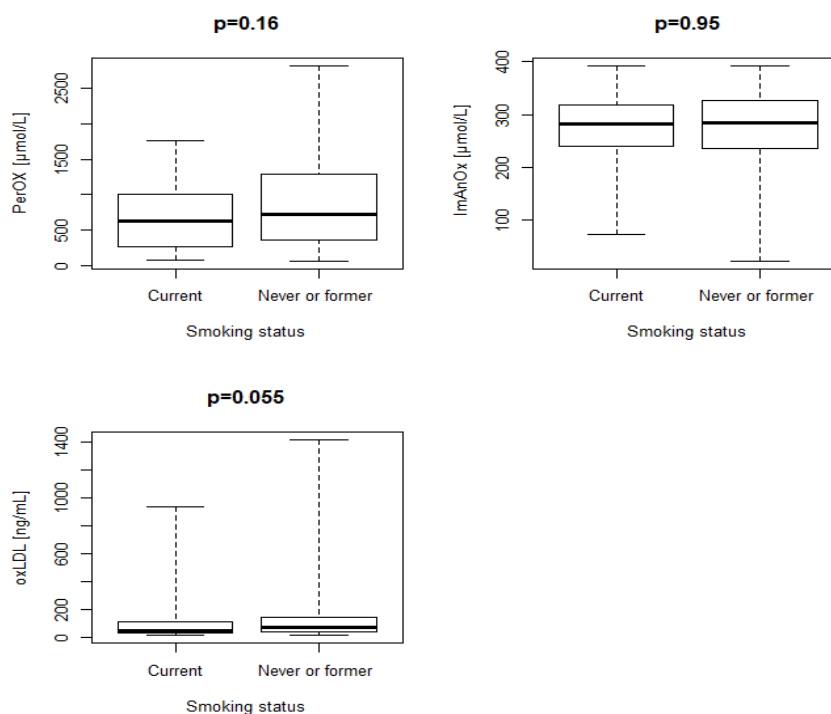 p=0.16
PerOX [µmol/L]
2500
1500
500
0
Current Never or former
Smoking status
p=0.95
ImAnOx [µmol/L]
400
300
200
100
Current Never or former
Smoking status
p=0.055
oxLDL [ng/mL]
1400
1000
600
200
0
Current Never or former
Smoking status